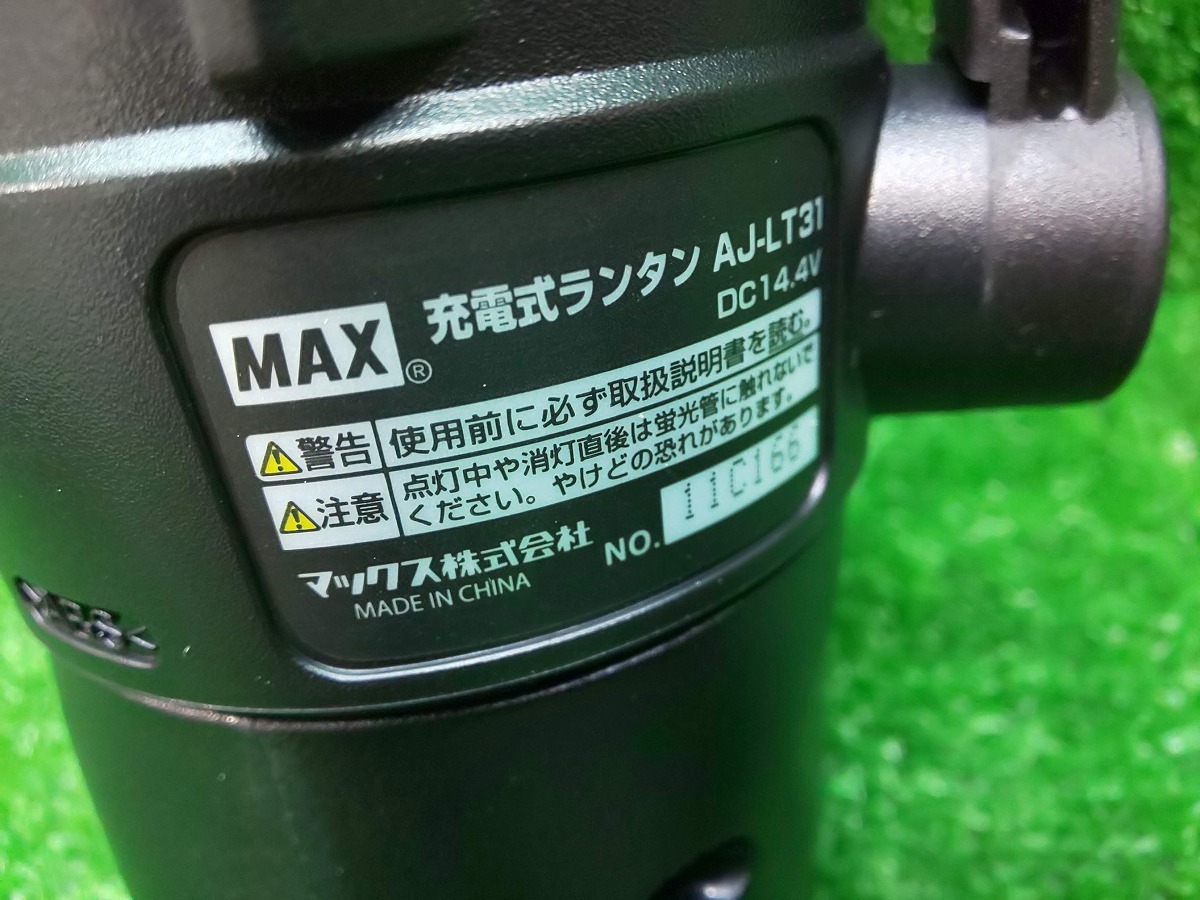 MAX® 充電式ランタン AJ-LT31
DC14.4V
警告 使用前に必ず取扱説明書を読む。
注意 点灯中や消灯直後は蛍光管に触れないで
ください。やけどの恐れがあります。
マックス株式会社 NO. 11C166
MADE IN CHINA